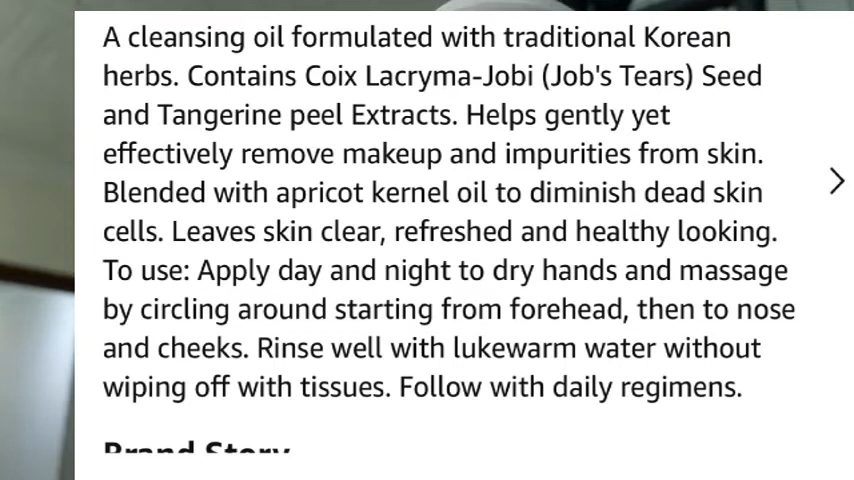 A cleansing oil formulated with traditional Korean
herbs. Contains Coix Lacryma-Jobi (Job's Tears) Seed
and Tangerine peel Extracts. Helps gently yet
effectively remove makeup and impurities from skin.
Blended with apricot kernel oil to diminish dead skin
cells. Leaves skin clear, refreshed and healthy looking.
To use: Apply day and night to dry hands and massage
by circling around starting from forehead, then to nose
and cheeks. Rinse well with lukewarm water without
wiping off with tissues. Follow with daily regimens.
Brand Story